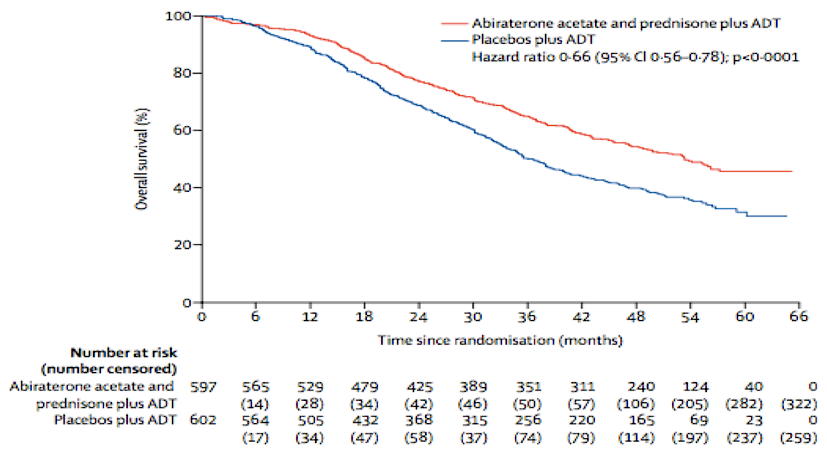 100
80
60
40
20
0
Overall survival (%)
Abiraterone acetate and prednisone plus ADT
Placebos plus ADT
Hazard ratio 0·66 (95% CI 0·56–0·78); p<0·0001
0 6 12 18 24 30 36 42 48 54 60 66
Time since randomisation (months)
Number at risk
(number censored)
Abiraterone acetate and 597 565 529 479 425 389 351 311 240 124 40 0
prednisone plus ADT (14) (28) (34) (42) (46) (50) (57) (106) (205) (282) (322)
Placebos plus ADT 602 564 505 432 368 315 256 220 165 69 23 0
(17) (34) (47) (58) (37) (74) (79) (114) (197) (237) (259)